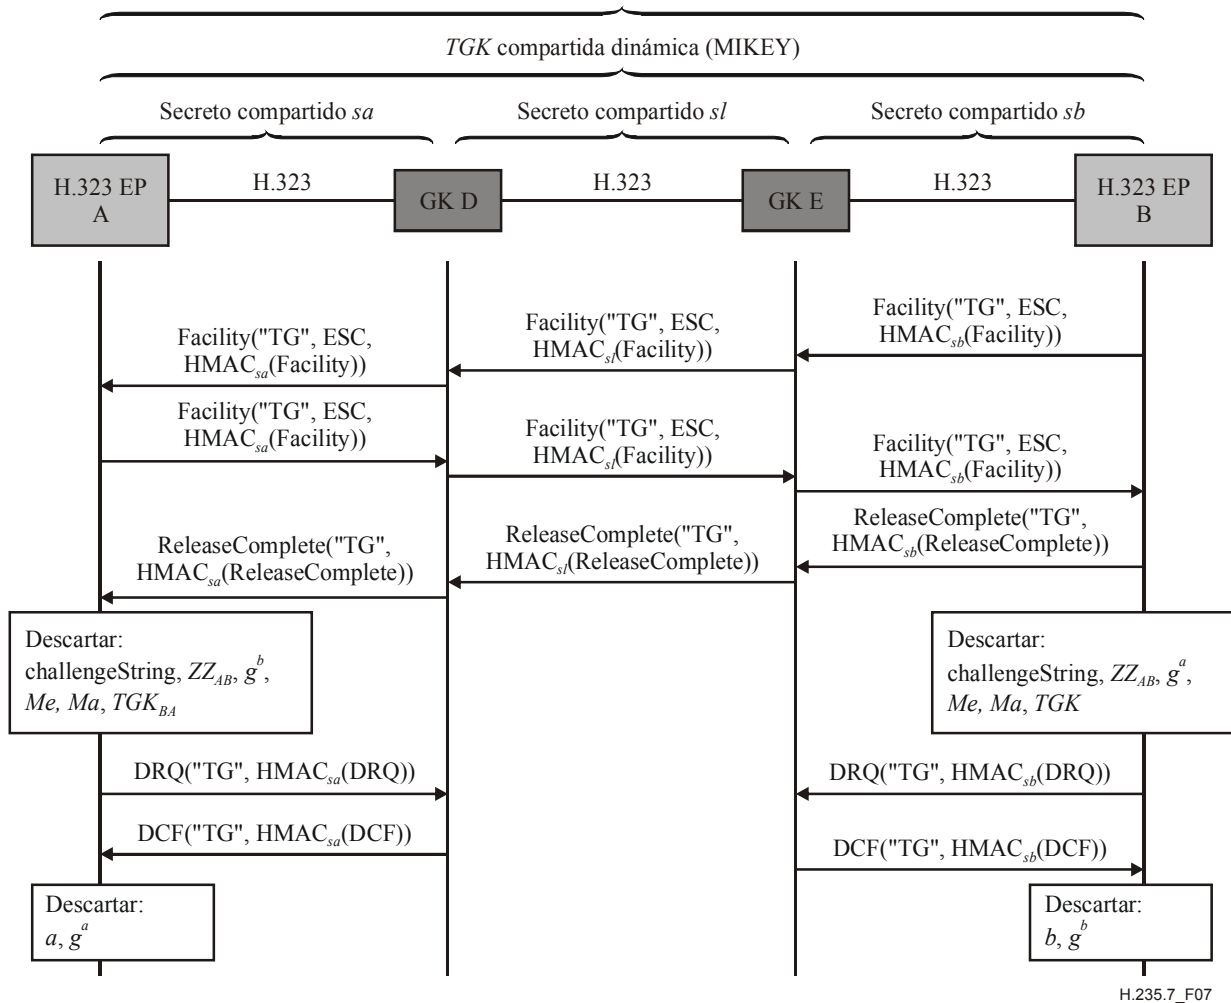 TGK compartida dinámica (MIKEY)
Secreto compartido sa
Secreto compartido sl
Secreto compartido sb
H.323 EP
A
H.323
GK D
H.323
GK E
H.323
H.323 EP
B
Facility("TG", ESC,
HMACsb(Facility))
Facility("TG", ESC,
HMACsl(Facility))
Facility("TG", ESC,
HMACsa(Facility))
Facility("TG", ESC,
HMACsa(Facility))
Facility("TG", ESC,
HMACsl(Facility))
Facility("TG", ESC,
HMACsb(Facility))
ReleaseComplete("TG",
HMACsb(ReleaseComplete))
ReleaseComplete("TG",
HMACsl(ReleaseComplete))
ReleaseComplete("TG",
HMACsa(ReleaseComplete))
Descartar:
challengeString, ZZAB, g^b,
Me, Ma, TGKBA
Descartar:
challengeString, ZZAB, g^a,
Me, Ma, TGK
DRQ("TG", HMACsa(DRQ))
DRQ("TG", HMACsb(DRQ))
DCF("TG", HMACsa(DCF))
DCF("TG", HMACsb(DCF))
Descartar:
a, g^a
Descartar:
b, g^b
H.235.7_F07